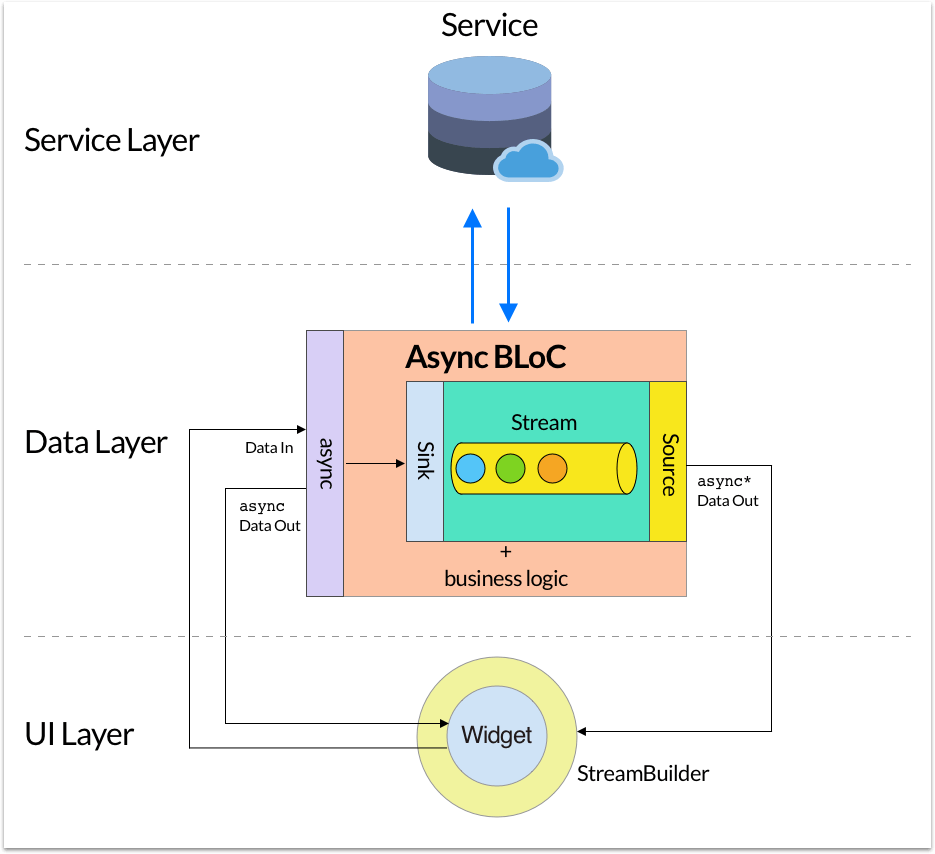 Service
Service Layer
Async BLoC
Stream
Data Layer
Data In
async
Sink
Source
async
Data Out
async*
Data Out
+
business logic
UI Layer
Widget
StreamBuilder